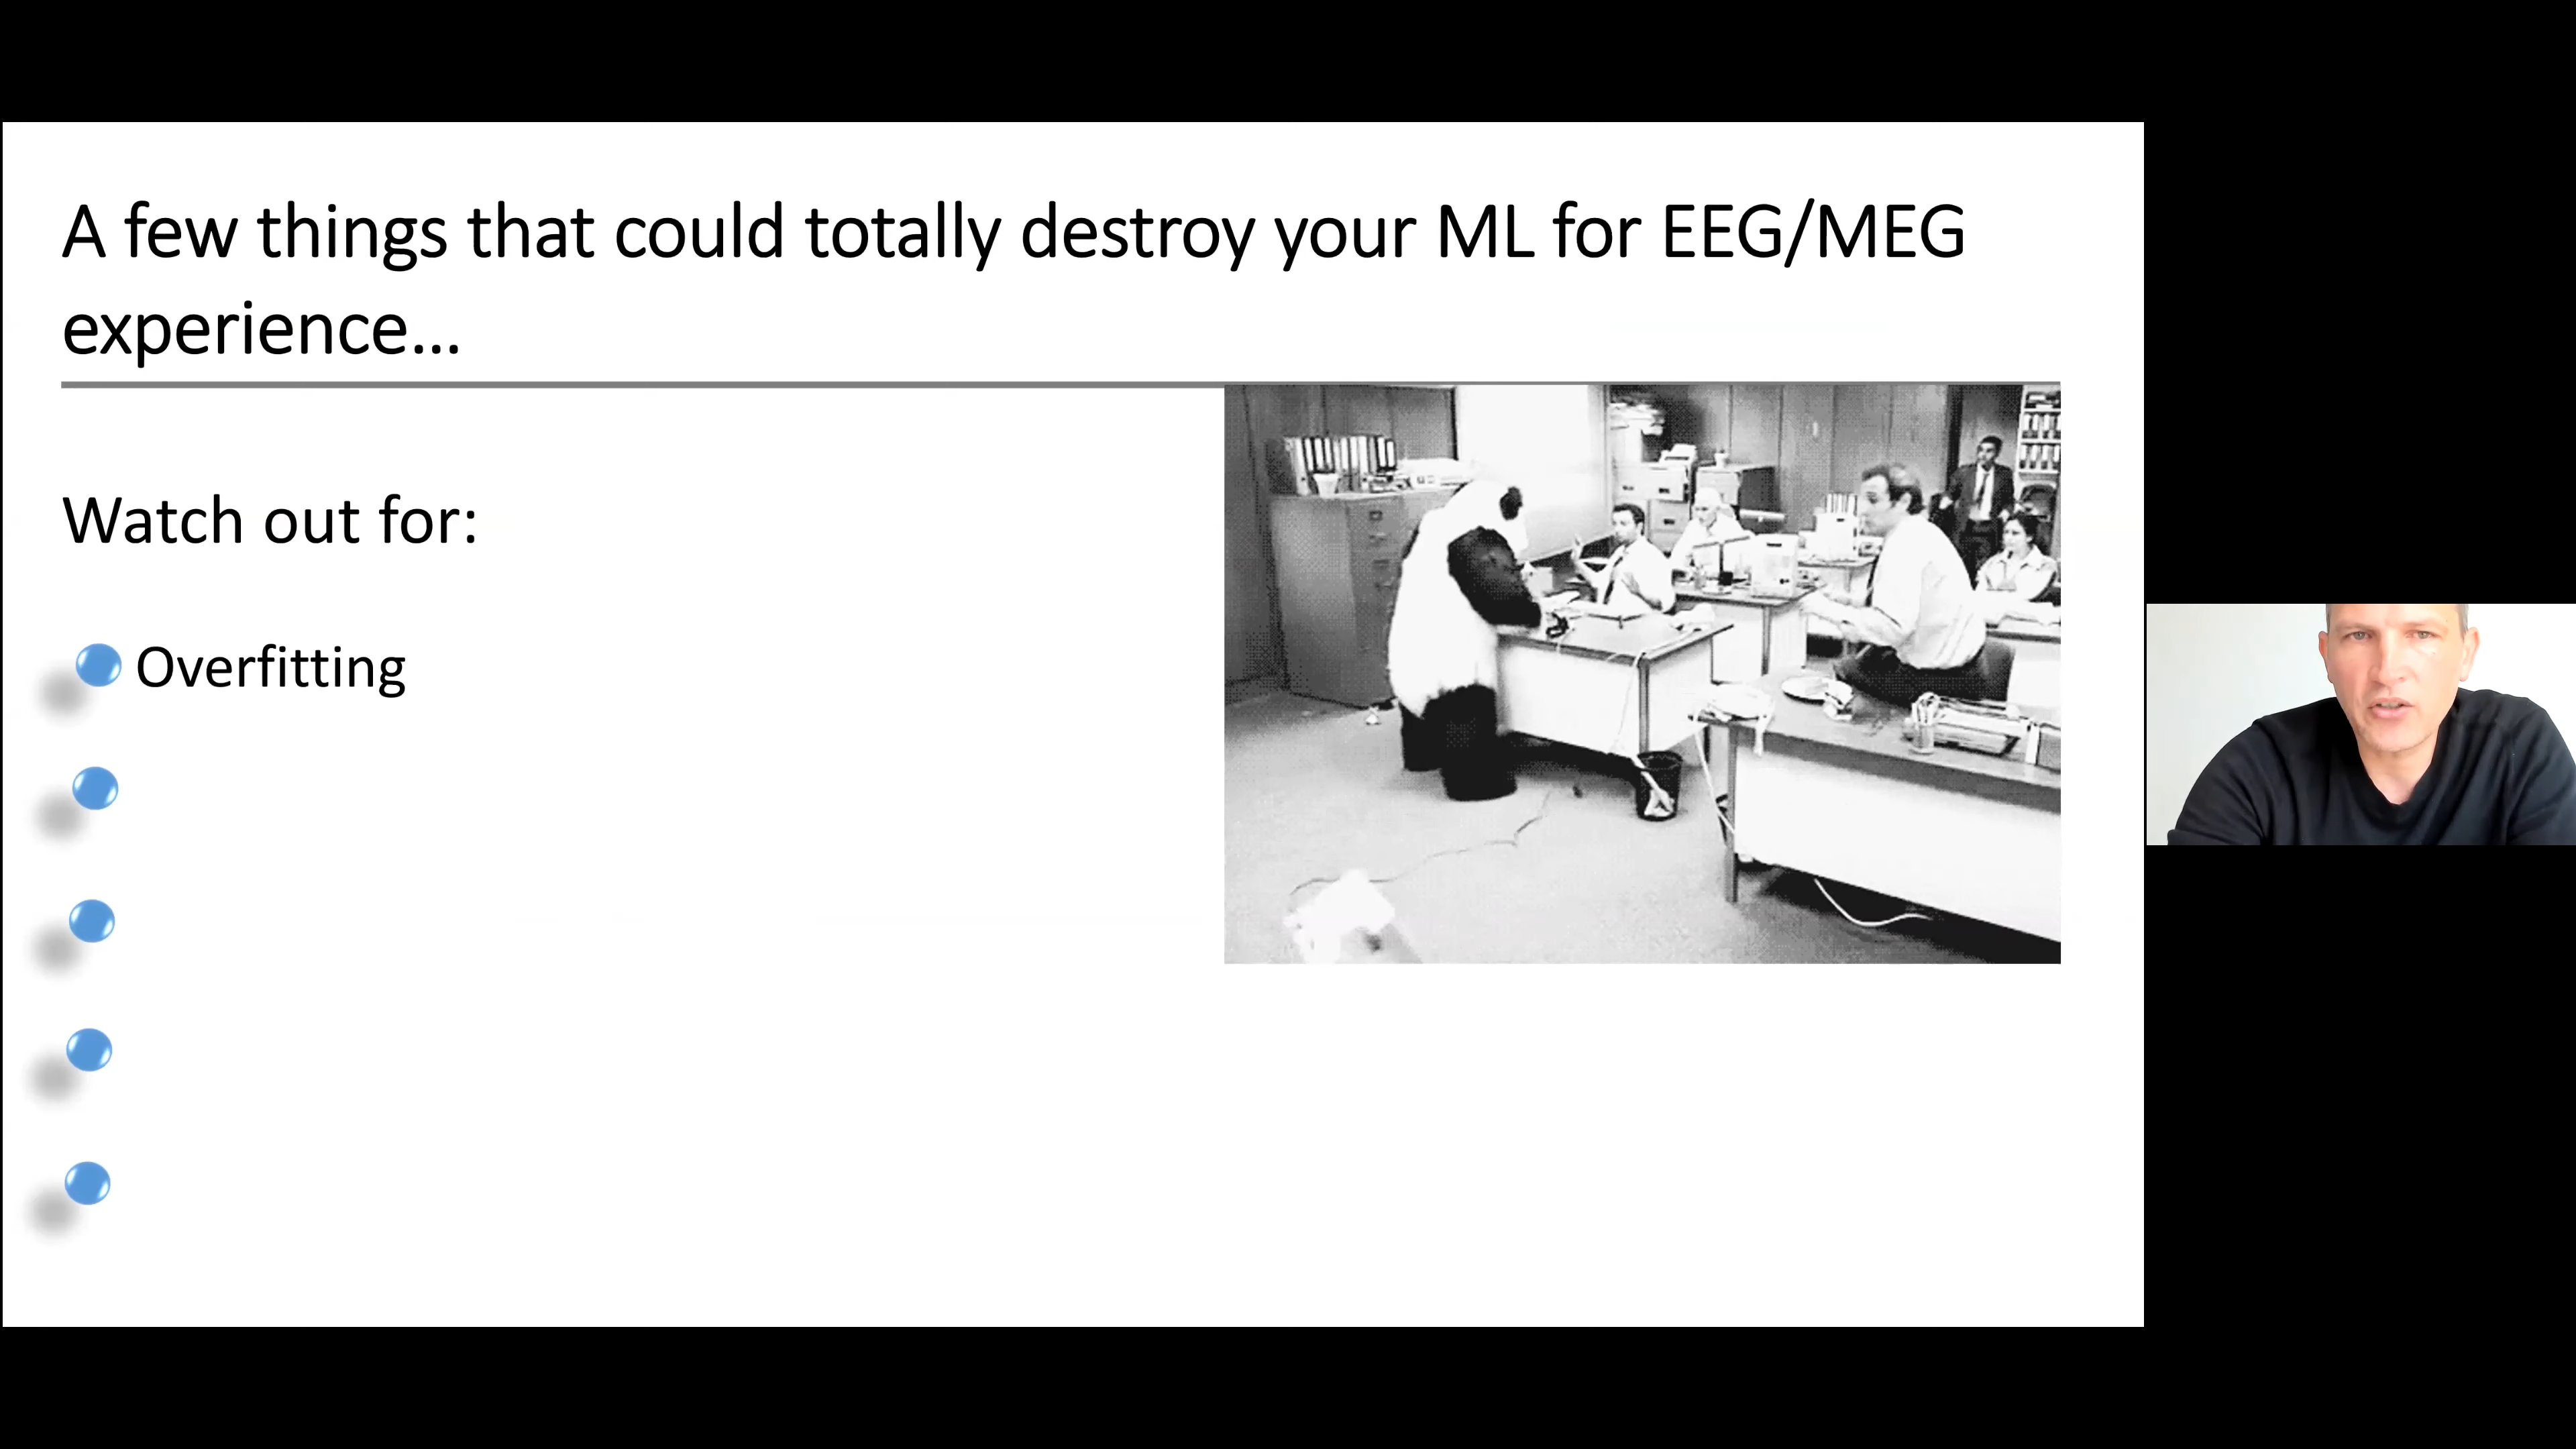 A few things that could totally destroy your ML for EEG/MEG
experience...
Watch out for:
Overfitting